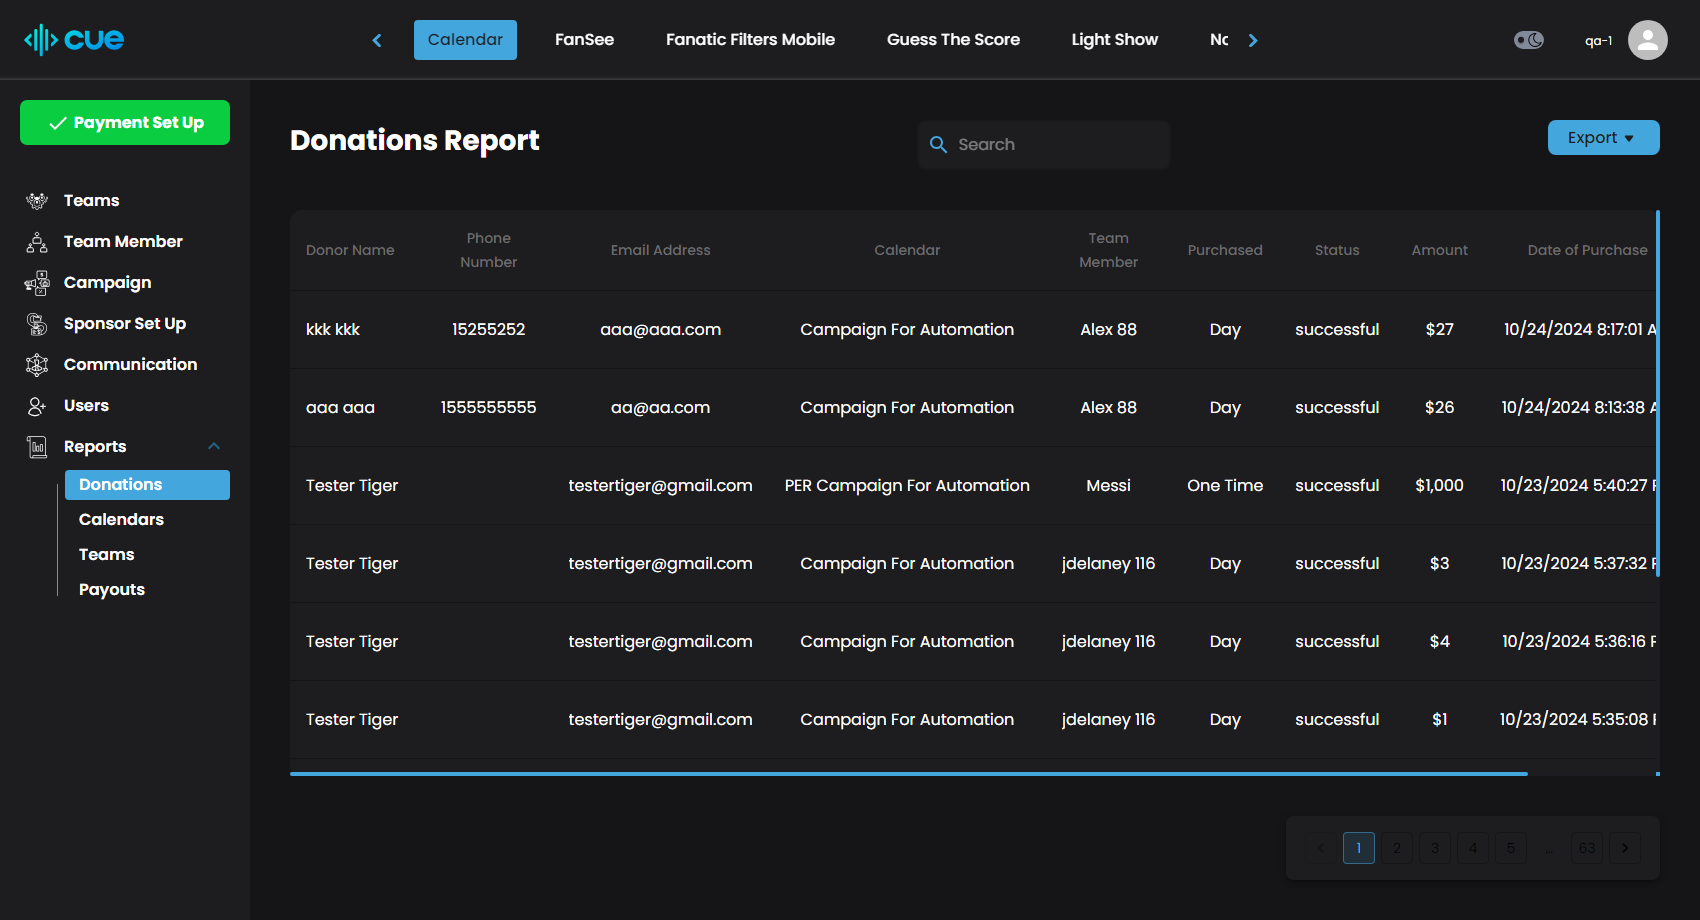 cue
Calendar FanSee Fanatic Filters Mobile Guess The Score Light Show
qa-1
Payment Set Up
Teams
Team Member
Campaign
Sponsor Set Up
Communication
Users
Reports
Donations
Calendars
Teams
Payouts
Donations Report
Search
Export
Donor Name Phone Number Email Address Calendar Team Member Purchased Status Amount Date of Purchase
kkk kkk 15255252 aaa@aaa.com Campaign For Automation Alex 88 Day successful $27 10/24/2024 8:17:01 A
aaa aaa 1555555555 aa@aa.com Campaign For Automation Alex 88 Day successful $26 10/24/2024 8:13:38 A
Tester Tiger testertiger@gmail.com PER Campaign For Automation Messi One Time successful $1,000 10/23/2024 5:40:27 P
Tester Tiger testertiger@gmail.com Campaign For Automation jdelaney 116 Day successful $3 10/23/2024 5:37:32 P
Tester Tiger testertiger@gmail.com Campaign For Automation jdelaney 116 Day successful $4 10/23/2024 5:36:16 P
Tester Tiger testertiger@gmail.com Campaign For Automation jdelaney 116 Day successful $1 10/23/2024 5:35:08 P
1 2 3 4 5 ... 63